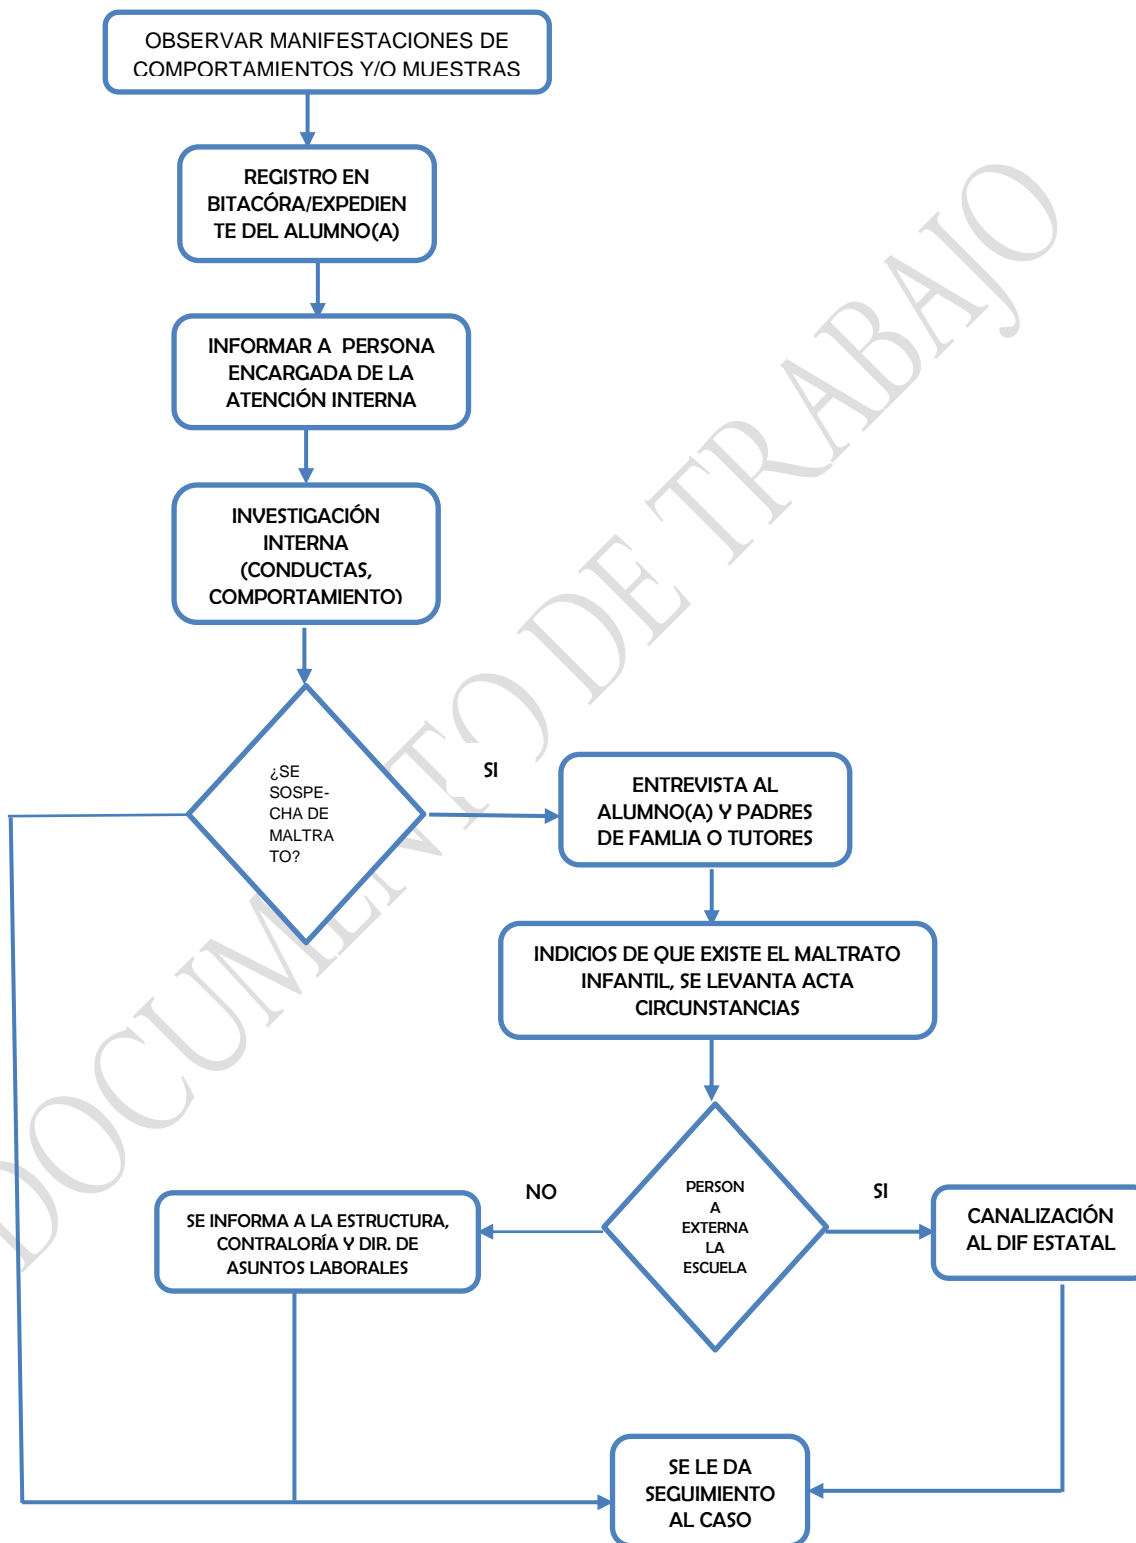 OBSERVAR MANIFESTACIONES DE
COMPORTAMIENTOS Y/O MUESTRAS
REGISTRO EN
BITACÓRA/EXPEDIEN
TE DEL ALUMNO(A)
INFORMAR A PERSONA
ENCARGADA DE LA
ATENCIÓN INTERNA
INVESTIGACIÓN
INTERNA
(CONDUCTAS,
COMPORTAMIENTO)
¿SE
SOSPE-
CHA DE
MALTRA
TO?
SI
ENTREVISTA AL
ALUMNO(A) Y PADRES
DE FAMLIA O TUTORES
INDICIOS DE QUE EXISTE EL MALTRATO
INFANTIL, SE LEVANTA ACTA
CIRCUNSTANCIAS
PERSON
A
EXTERNA
LA
ESCUELA
NO
SI
SE INFORMA A LA ESTRUCTURA,
CONTRALORÍA Y DIR. DE
ASUNTOS LABORALES
CANALIZACIÓN
AL DIF ESTATAL
SE LE DA
SEGUIMIENTO
AL CASO
DOCUMENTO DE TRABAJO